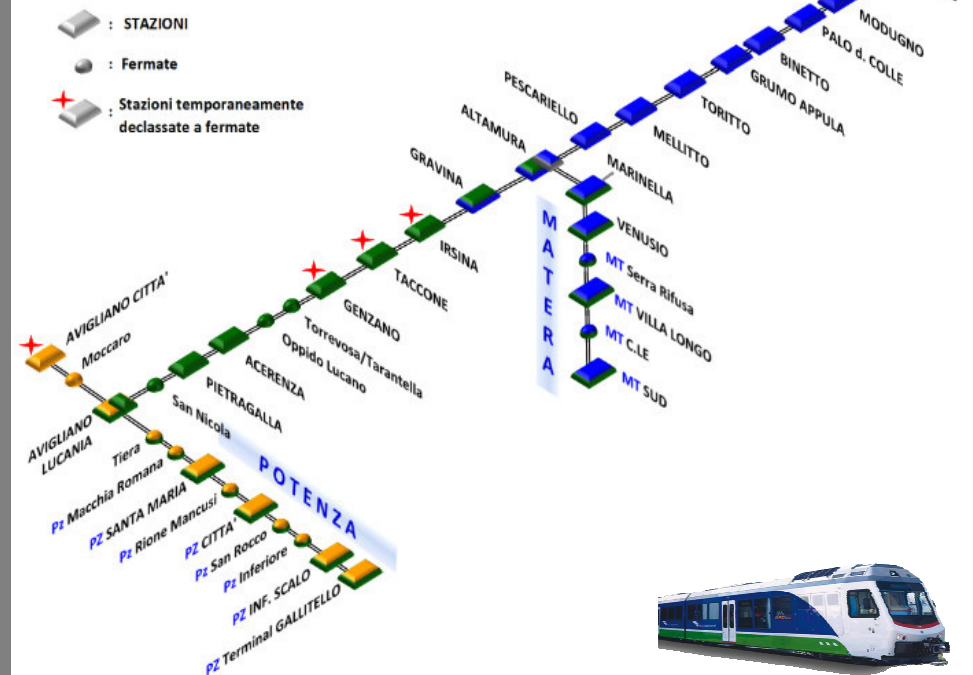 : STAZIONI
: Fermate
: Stazioni temporaneamente
declassate a fermate
MODUGNO
PALO d. COLLE
BINETTO
GRUMO APPULA
TORITTO
MELLITTO
PESCARIELLO
ALTAMURA
GRAVINA
MARINELLA
VENUSIO
MT Serra Rifusa
MT VILLA LONGO
MT C.LE
MT SUD
MATERA
IRSINA
TACCONE
GENZANO
Torrevosa/Tarantella
Oppido Lucano
ACERENZA
PIETRAGALLA
San Nicola
AVIGLIANO CITTA'
Moccaro
AVIGLIANO
LUCANIA
Tiera
Pz Macchia Romana
PZ SANTA MARIA
Pz Rione Mancusi
PZ CITTA'
Pz San Rocco
Pz Inferiore
PZ INF. SCALO
PZ Terminal GALLITELLO
POTENZA